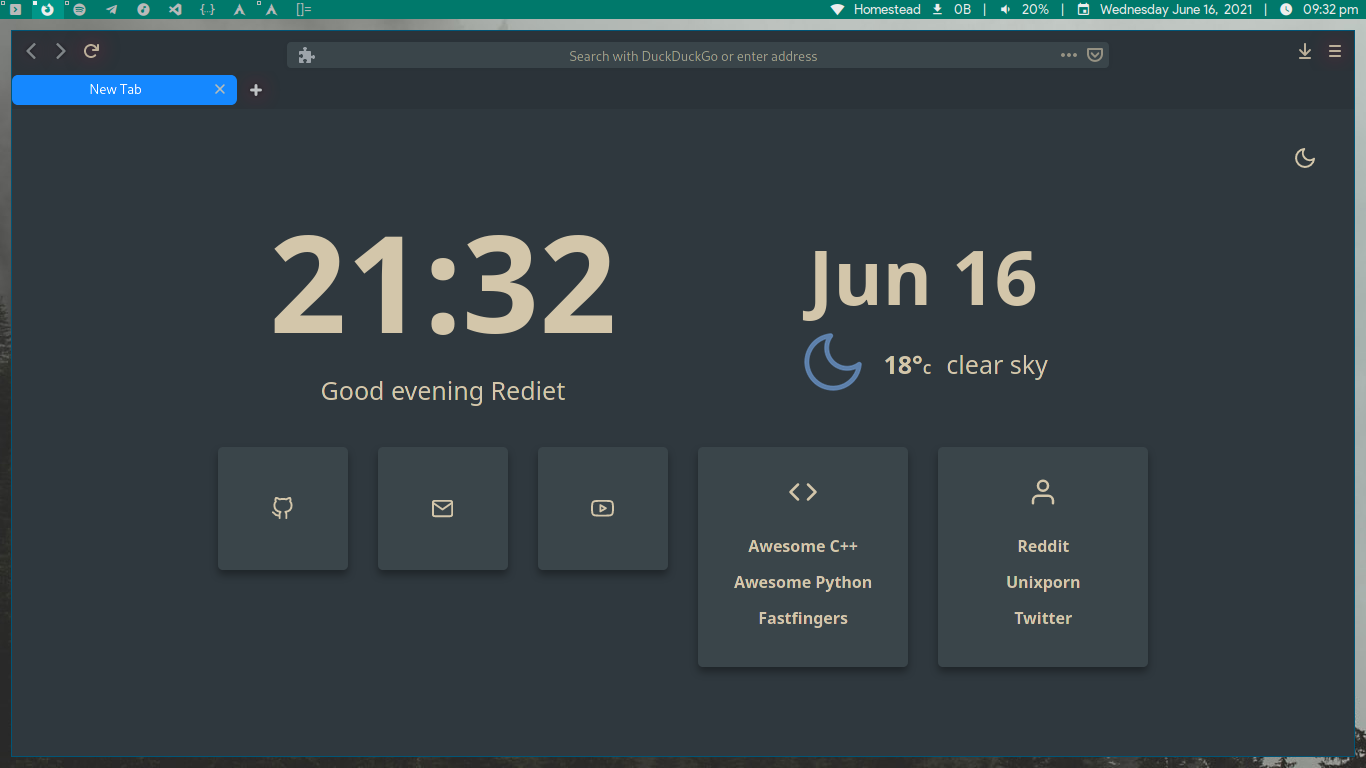 {..} []= Homestead 0B | 20% | Wednesday June 16, 2021 | 09:32 pm
Search with DuckDuckGo or enter address
New Tab
21:32
Good evening Rediet
Jun 16
18°c clear sky
Awesome C++
Awesome Python
Fastfingers
Reddit
Unixporn
Twitter